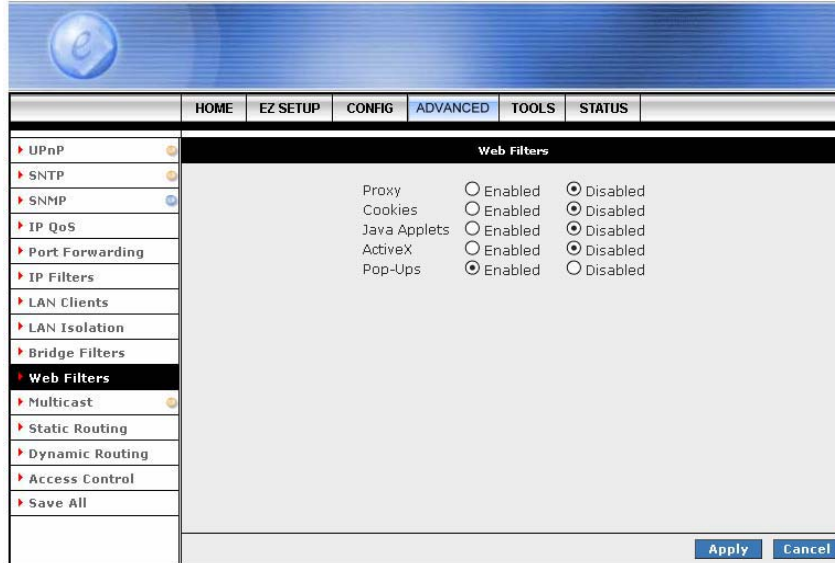 e
HOME EZ SETUP CONFIG ADVANCED TOOLS STATUS
UPnP
SNTP
SNMP
IP QoS
Port Forwarding
IP Filters
LAN Clients
LAN Isolation
Bridge Filters
Web Filters
Multicast
Static Routing
Dynamic Routing
Access Control
Save All
Web Filters
Proxy Enabled Disabled
Cookies Enabled Disabled
Java Applets Enabled Disabled
ActiveX Enabled Disabled
Pop-Ups Enabled Disabled
Apply Cancel